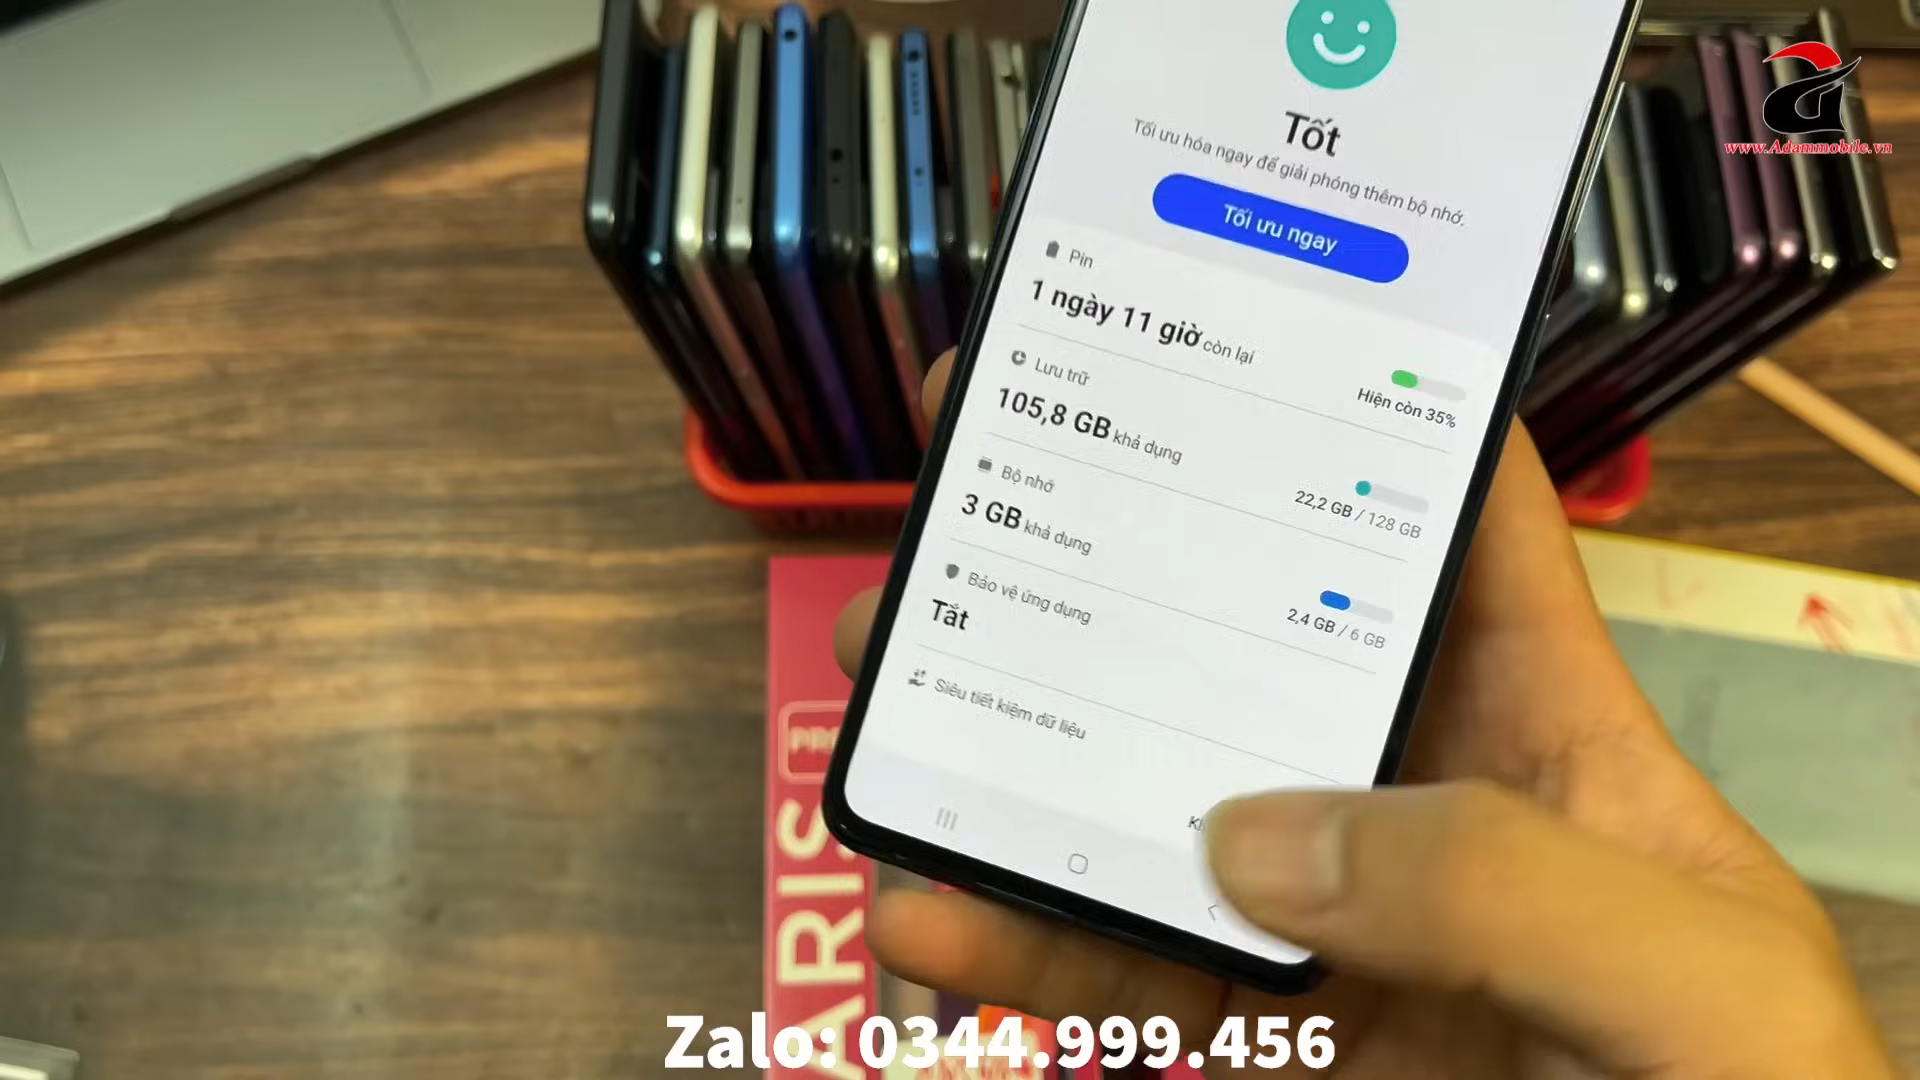 www.Adammobile.vn
Tốt
Tối ưu hóa ngay để giải phóng thêm bộ nhớ.
Tối ưu ngay
Pin
1 ngày 11 giờ còn lại
Hiện còn 35%
Lưu trữ
105,8 GB khả dụng
22,2 GB / 128 GB
Bộ nhớ
3 GB khả dụng
2,4 GB / 6 GB
Bảo vệ ứng dụng
Tắt
Siêu tiết kiệm dữ liệu
ARIS
Zalo: 0344.999.456